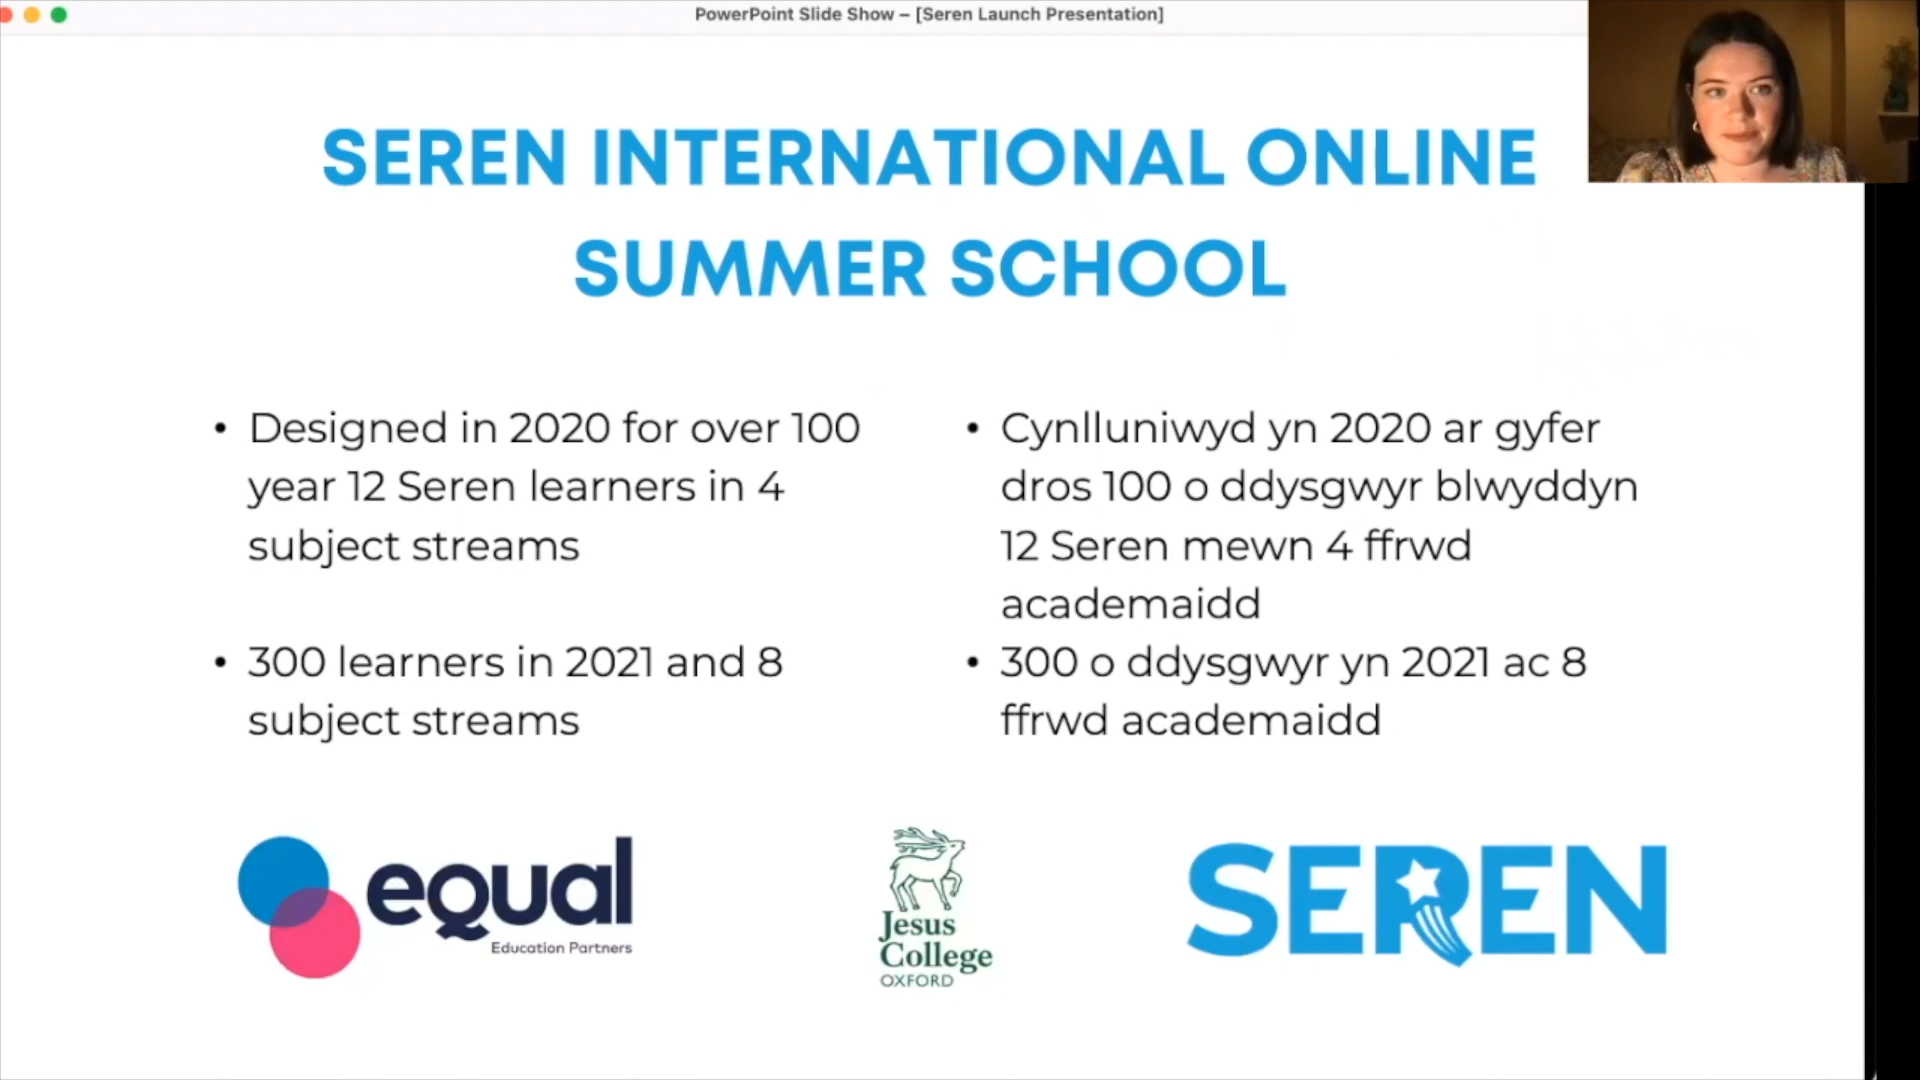 PowerPoint Slide Show – [Seren Launch Presentation]
SEREN INTERNATIONAL ONLINE
SUMMER SCHOOL
• Designed in 2020 for over 100
year 12 Seren learners in 4
subject streams
• 300 learners in 2021 and 8
subject streams
• Cynlluniwyd yn 2020 ar gyfer
dros 100 o ddysgwyr blwyddyn
12 Seren mewn 4 ffrwd
academaidd
• 300 o ddysgwyr yn 2021 ac 8
ffrwd academaidd
equal
Education Partners
Jesus
College
OXFORD
SEREN